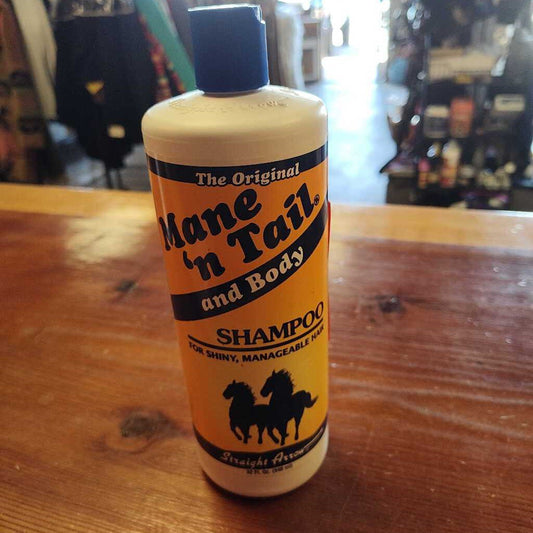 The Original
Mane
'n Tail®
and Body
SHAMPOO
FOR SHINY, MANAGEABLE HAIR
Straight Arrow